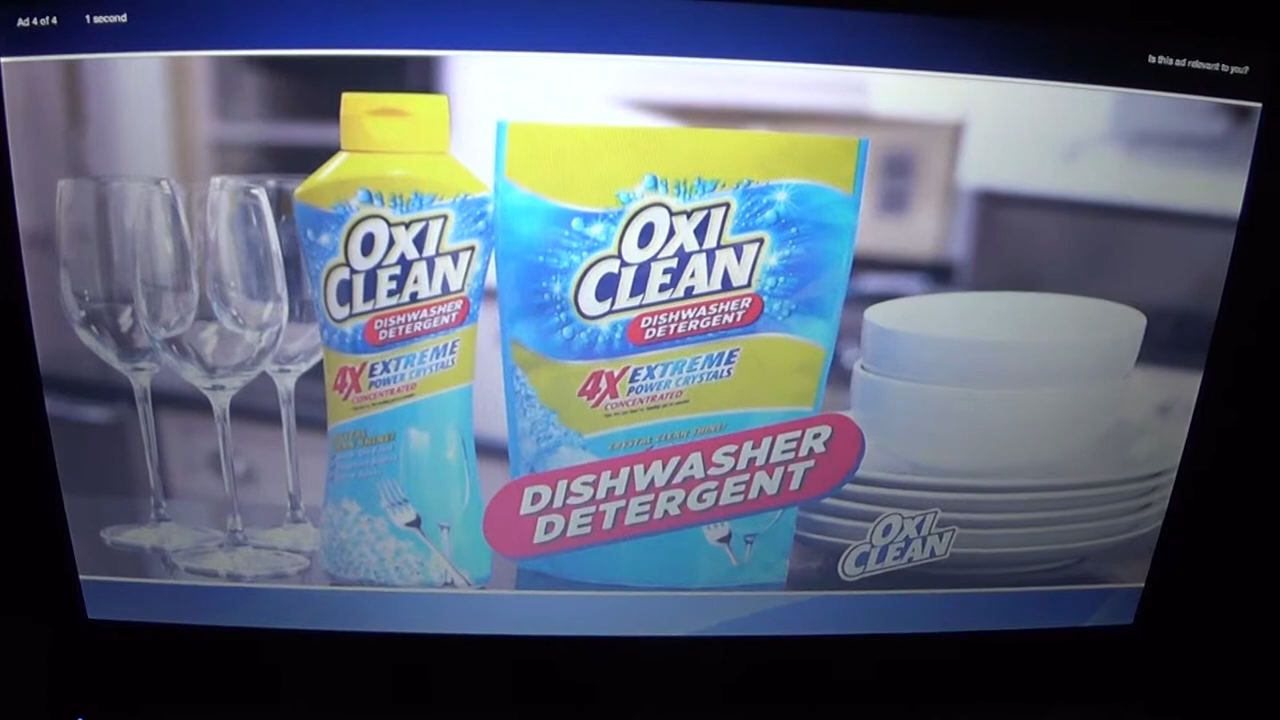 Ad 4 of 4 1 second
Is this ad relevant to you?
OXI
CLEAN
DISHWASHER
DETERGENT
4X EXTREME
POWER CRYSTALS
CONCENTRATED
OXI
CLEAN
DISHWASHER
DETERGENT
4X EXTREME
POWER CRYSTALS
CONCENTRATED
CRYSTAL CLEAN SHINE!
DISHWASHER
DETERGENT
OXI
CLEAN